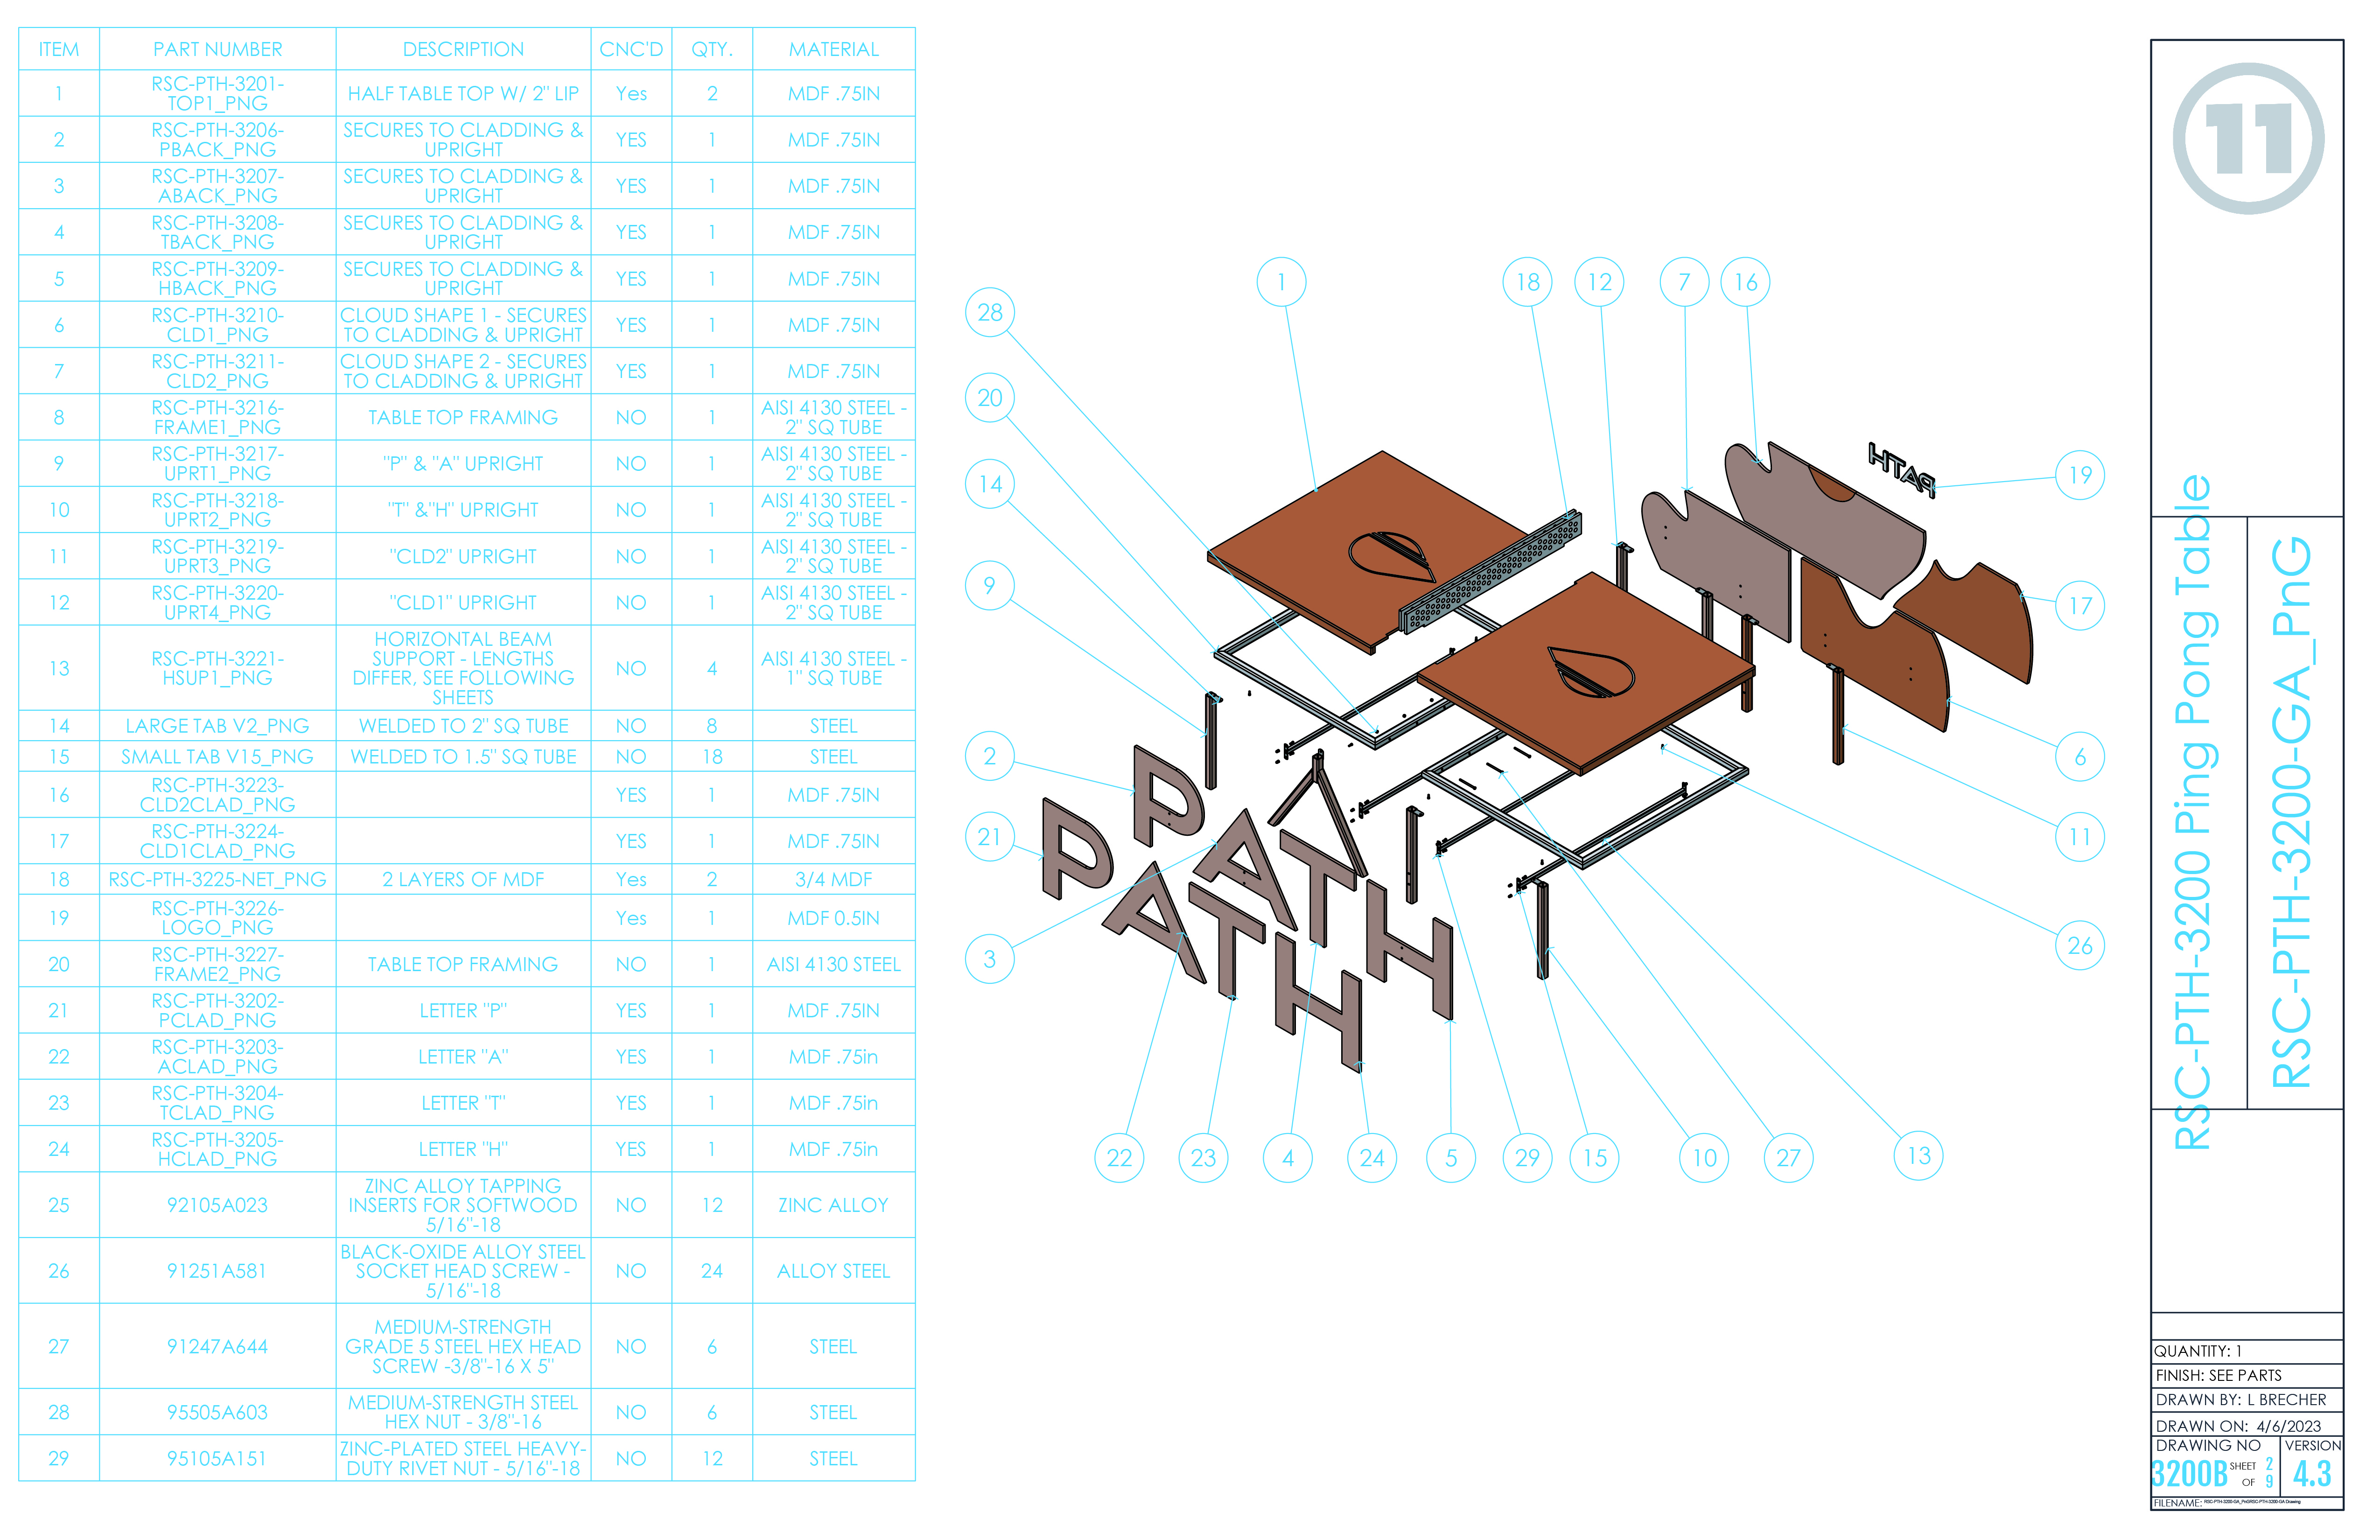 ITEM PART NUMBER DESCRIPTION CNC'D QTY. MATERIAL
1 RSC-PTH-3201- HALF TABLE TOP W/ 2" LIP Yes 2 MDF .75IN
TOP1_PNG
2 RSC-PTH-3206- SECURES TO CLADDING & YES 1 MDF .75IN
PBACK_PNG UPRIGHT
3 RSC-PTH-3207- SECURES TO CLADDING & YES 1 MDF .75IN
ABACK_PNG UPRIGHT
4 RSC-PTH-3208- SECURES TO CLADDING & YES 1 MDF .75IN
TBACK_PNG UPRIGHT
5 RSC-PTH-3209- SECURES TO CLADDING & YES 1 MDF .75IN
HBACK_PNG UPRIGHT
6 RSC-PTH-3210- CLOUD SHAPE 1 - SECURES YES 1 MDF .75IN
CLD1_PNG TO CLADDING & UPRIGHT
7 RSC-PTH-3211- CLOUD SHAPE 2 - SECURES YES 1 MDF .75IN
CLD2_PNG TO CLADDING & UPRIGHT
8 RSC-PTH-3216- TABLE TOP FRAMING NO 1 AISI 4130 STEEL -
FRAME1_PNG 2" SQ TUBE
9 RSC-PTH-3217- "P" & "A" UPRIGHT NO 1 AISI 4130 STEEL -
UPRT1_PNG 2" SQ TUBE
10 RSC-PTH-3218- "T" &"H" UPRIGHT NO 1 AISI 4130 STEEL -
UPRT2_PNG 2" SQ TUBE
11 RSC-PTH-3219- "CLD2" UPRIGHT NO 1 AISI 4130 STEEL -
UPRT3_PNG 2" SQ TUBE
12 RSC-PTH-3220- "CLD1" UPRIGHT NO 1 AISI 4130 STEEL -
UPRT4_PNG 2" SQ TUBE
13 RSC-PTH-3221- HORIZONTAL BEAM NO 4 AISI 4130 STEEL -
HSUP1_PNG SUPPORT - LENGTHS 1" SQ TUBE
DIFFER, SEE FOLLOWING
SHEETS
14 LARGE TAB V2_PNG WELDED TO 2" SQ TUBE NO 8 STEEL
15 SMALL TAB V15_PNG WELDED TO 1.5" SQ TUBE NO 18 STEEL
16 RSC-PTH-3223- YES 1 MDF .75IN
CLD2CLAD_PNG
17 RSC-PTH-3224- YES 1 MDF .75IN
CLD1CLAD_PNG
18 RSC-PTH-3225-NET_PNG 2 LAYERS OF MDF Yes 2 3/4 MDF
19 RSC-PTH-3226- Yes 1 MDF 0.5IN
LOGO_PNG
20 RSC-PTH-3227- TABLE TOP FRAMING NO 1 AISI 4130 STEEL
FRAME2_PNG
21 RSC-PTH-3202- LETTER "P" YES 1 MDF .75IN
PCLAD_PNG
22 RSC-PTH-3203- LETTER "A" YES 1 MDF .75in
ACLAD_PNG
23 RSC-PTH-3204- LETTER "T" YES 1 MDF .75in
TCLAD_PNG
24 RSC-PTH-3205- LETTER "H" YES 1 MDF .75in
HCLAD_PNG
25 92105A023 ZINC ALLOY TAPPING NO 12 ZINC ALLOY
INSERTS FOR SOFTWOOD
5/16"-18
26 91251A581 BLACK-OXIDE ALLOY STEEL NO 24 ALLOY STEEL
SOCKET HEAD SCREW -
5/16"-18
27 91247A644 MEDIUM-STRENGTH NO 6 STEEL
GRADE 5 STEEL HEX HEAD
SCREW -3/8"-16 X 5"
28 95505A603 MEDIUM-STRENGTH STEEL NO 6 STEEL
HEX NUT - 3/8"-16
29 95105A151 ZINC-PLATED STEEL HEAVY- NO 12 STEEL
DUTY RIVET NUT - 5/16"-18
1 18 12 7 16
28
20
14
9
2
21
3
19
17
6
11
26
22 23 4 24 5 29 15 10 27 13
PATH
P A T H
P A T H
11
RSC-PTH-3200 Ping Pong Table
RSC-PTH-3200-GA_PnG
QUANTITY: 1
FINISH: SEE PARTS
DRAWN BY: L BRECHER
DRAWN ON: 4/6/2023
DRAWING NO VERSION
3200B SHEET 2 OF 9 4.3
FILENAME: RSC-PTH-3200-GA_PnG\RSC-PTH-3200-GA Drawing